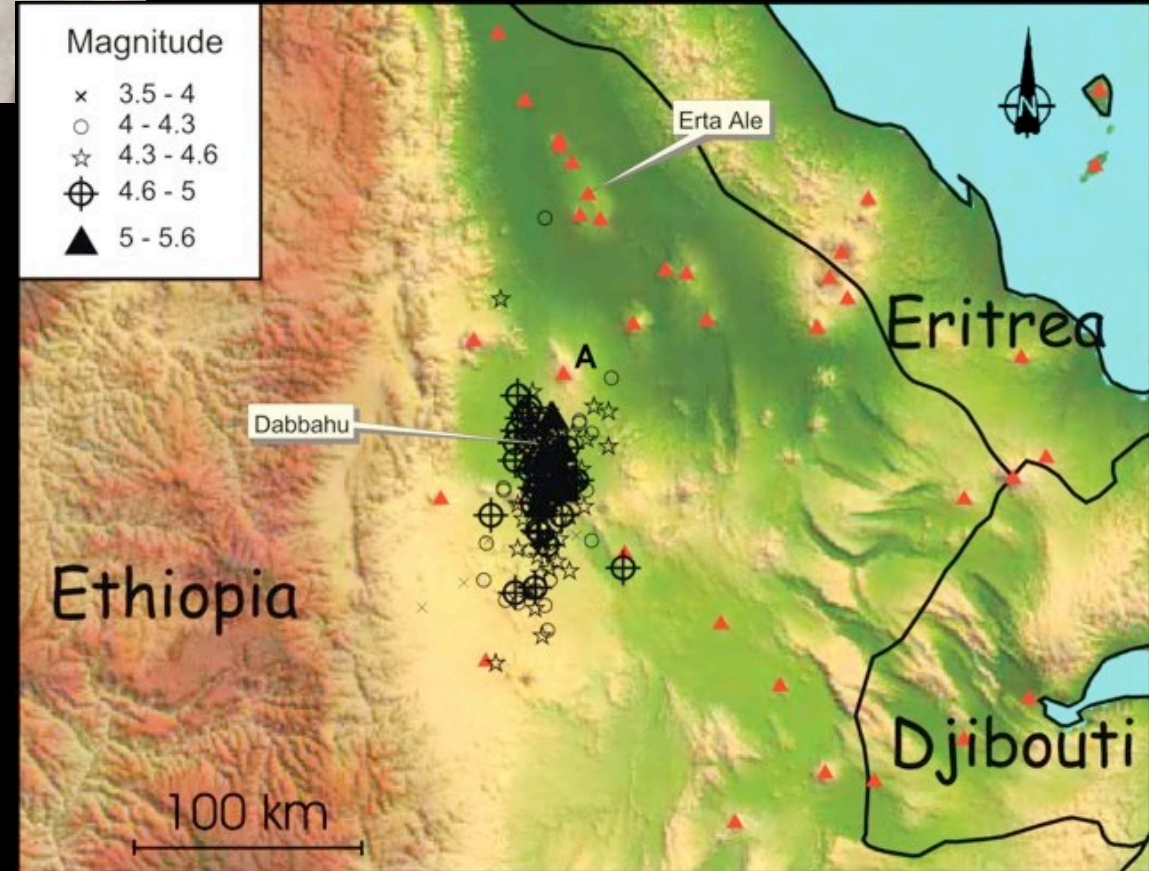 Magnitude
3.5 - 4
4 - 4.3
4.3 - 4.6
4.6 - 5
5 - 5.6
N
Erta Ale
Eritrea
A
Dabbahu
Ethiopia
Djibouti
100 km